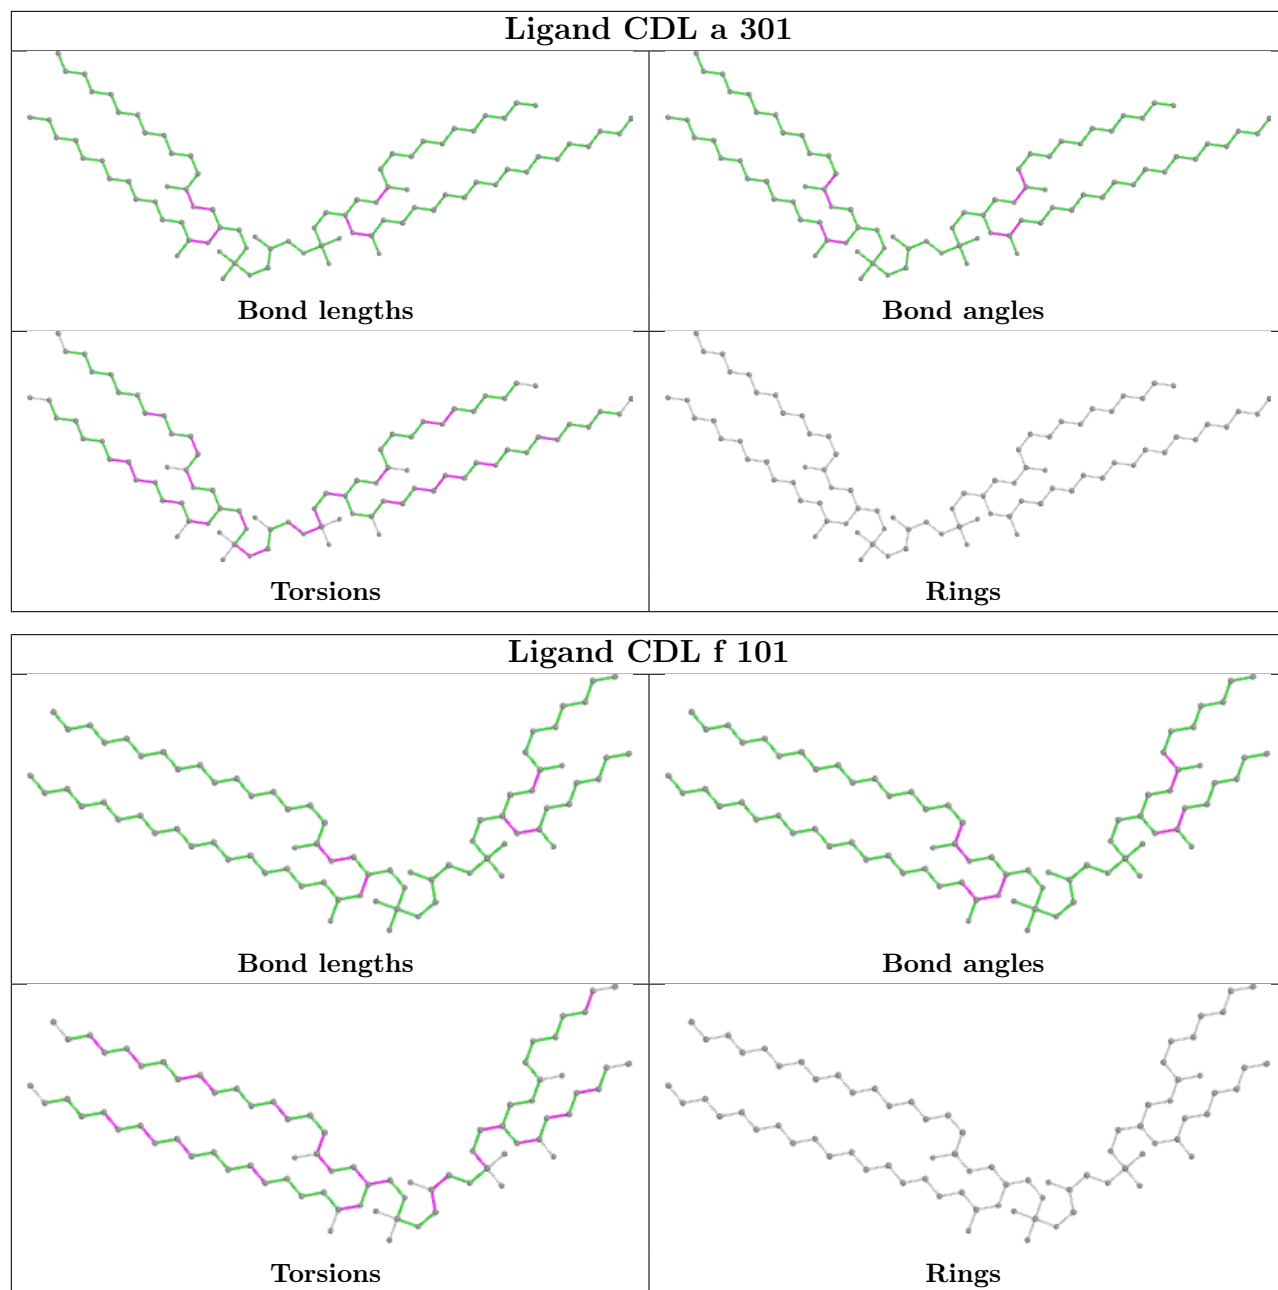 Ligand CDL a 301
Bond lengths
Bond angles
Torsions
Rings
Ligand CDL f 101
Bond lengths
Bond angles
Torsions
Rings